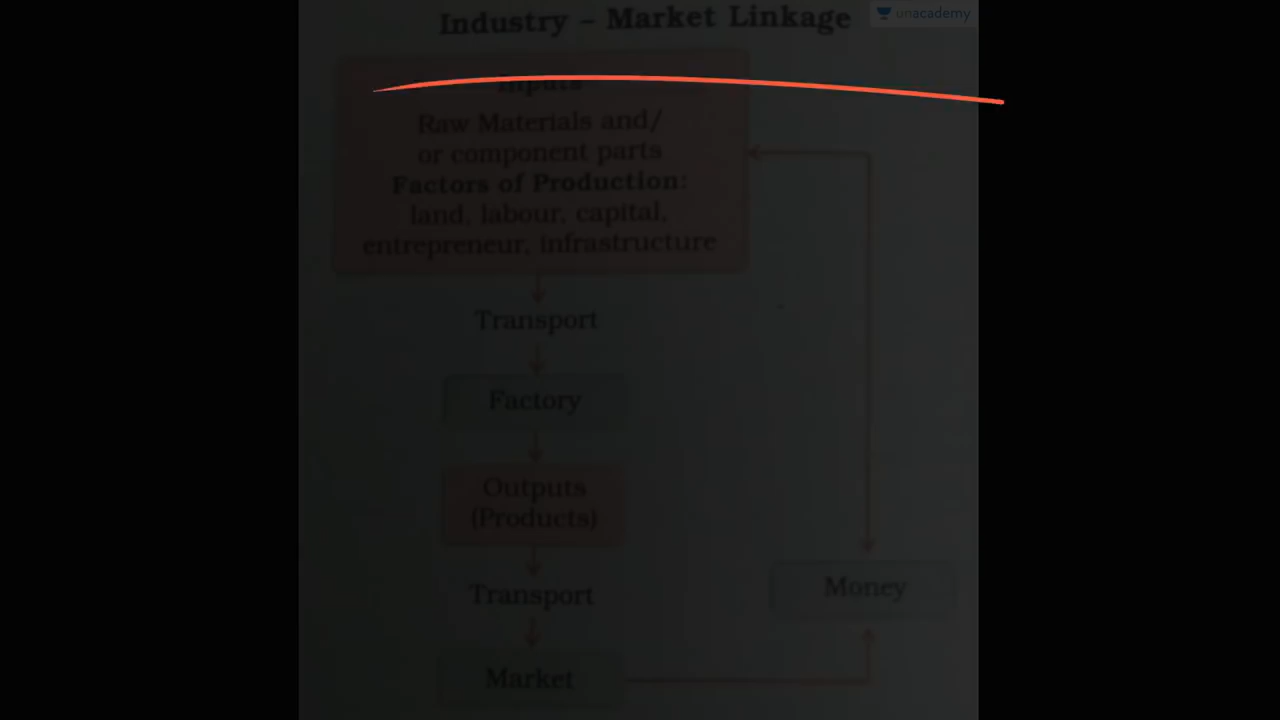 Industry – Market Linkage
unacademy
Inputs
Raw Materials and/
or component parts
Factors of Production:
land, labour, capital,
entrepreneur, infrastructure
Transport
Factory
Outputs
(Products)
Transport
Money
Market